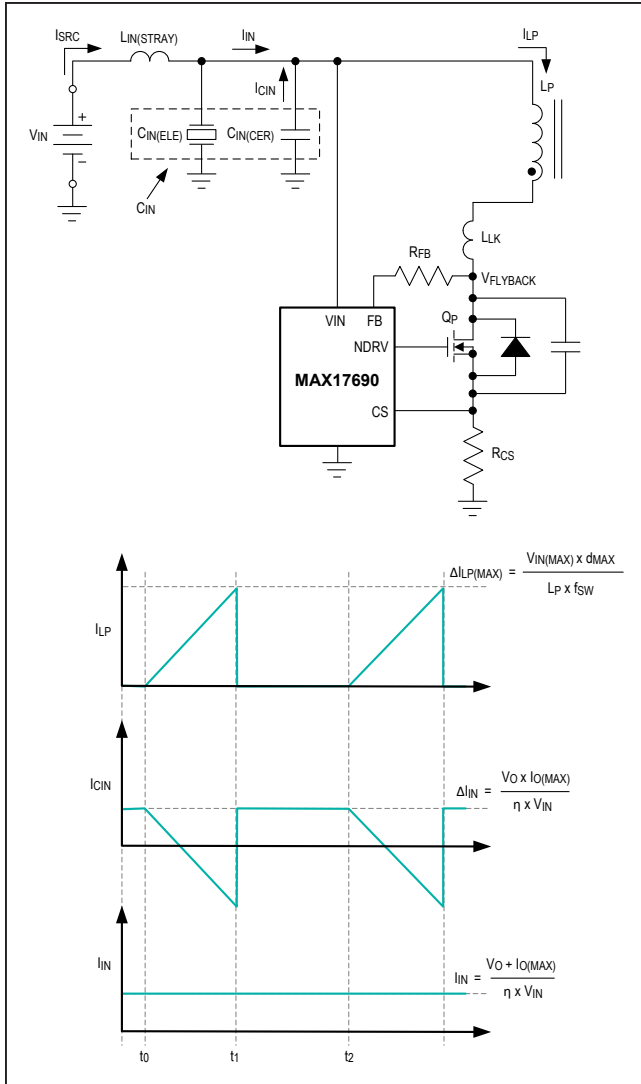 ISRC
LIN(STRAY)
IIN
ILP
ICIN
LP
VIN
+
−
CIN(ELE)
CIN(CER)
CIN
LLK
RFB
VFLYBACK
VIN
FB
QP
NDRV
MAX17690
CS
RCS
ΔILP(MAX) = VIN(MAX) x dMAX
LP x fSW
ILP
ICIN
ΔIIN = VO x IO(MAX)
η x VIN
IIN
IIN = VO + IO(MAX)
η x VIN
t0
t1
t2